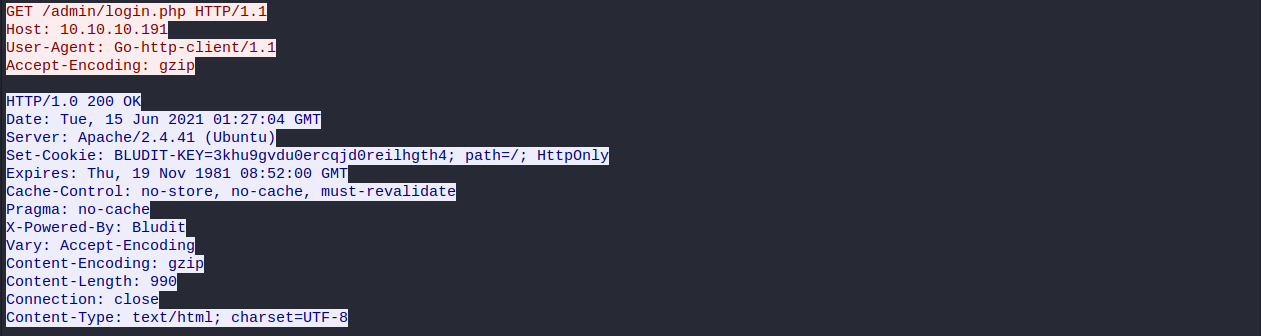 GET /admin/login.php HTTP/1.1
Host: 10.10.10.191
User-Agent: Go-http-client/1.1
Accept-Encoding: gzip
HTTP/1.0 200 OK
Date: Tue, 15 Jun 2021 01:27:04 GMT
Server: Apache/2.4.41 (Ubuntu)
Set-Cookie: BLUDIT-KEY=3khu9gvdu0ercqjd0reilhgth4; path=/; HttpOnly
Expires: Thu, 19 Nov 1981 08:52:00 GMT
Cache-Control: no-store, no-cache, must-revalidate
Pragma: no-cache
X-Powered-By: Bludit
Vary: Accept-Encoding
Content-Encoding: gzip
Content-Length: 990
Connection: close
Content-Type: text/html; charset=UTF-8